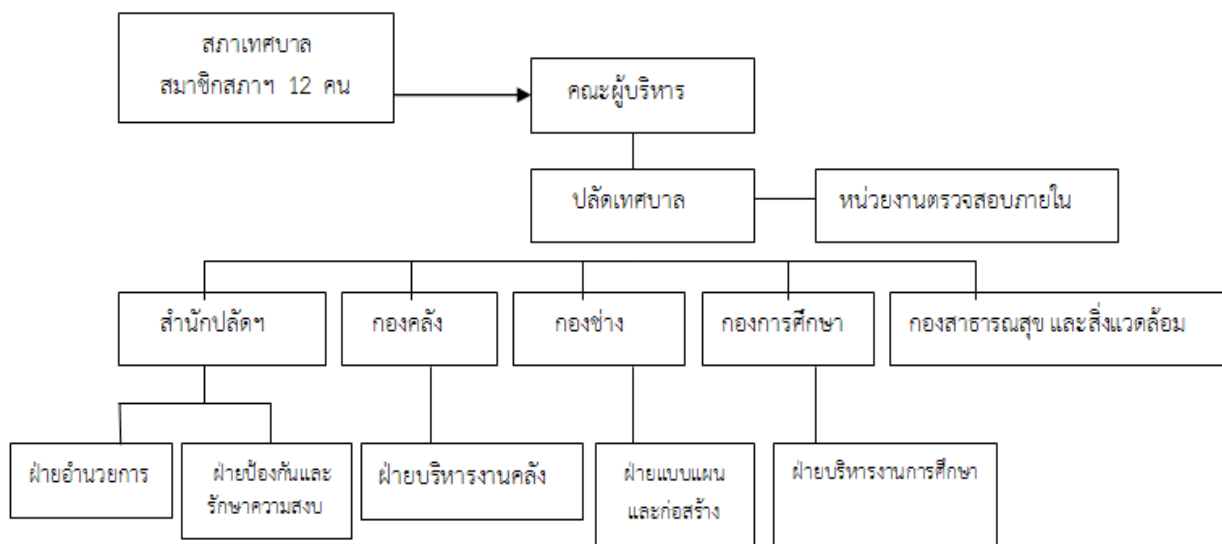 สภาเทศบาล
สมาชิกสภาฯ 12 คน
คณะผู้บริหาร
ปลัดเทศบาล
หน่วยงานตรวจสอบภายใน
สำนักปลัดฯ
กองคลัง
กองช่าง
กองการศึกษา
กองสาธารณสุข และสิ่งแวดล้อม
ฝ่ายอำนวยการ
ฝ่ายป้องกันและ
รักษาความสงบ
ฝ่ายบริหารงานคลัง
ฝ่ายแบบแผน
และก่อสร้าง
ฝ่ายบริหารงานการศึกษา